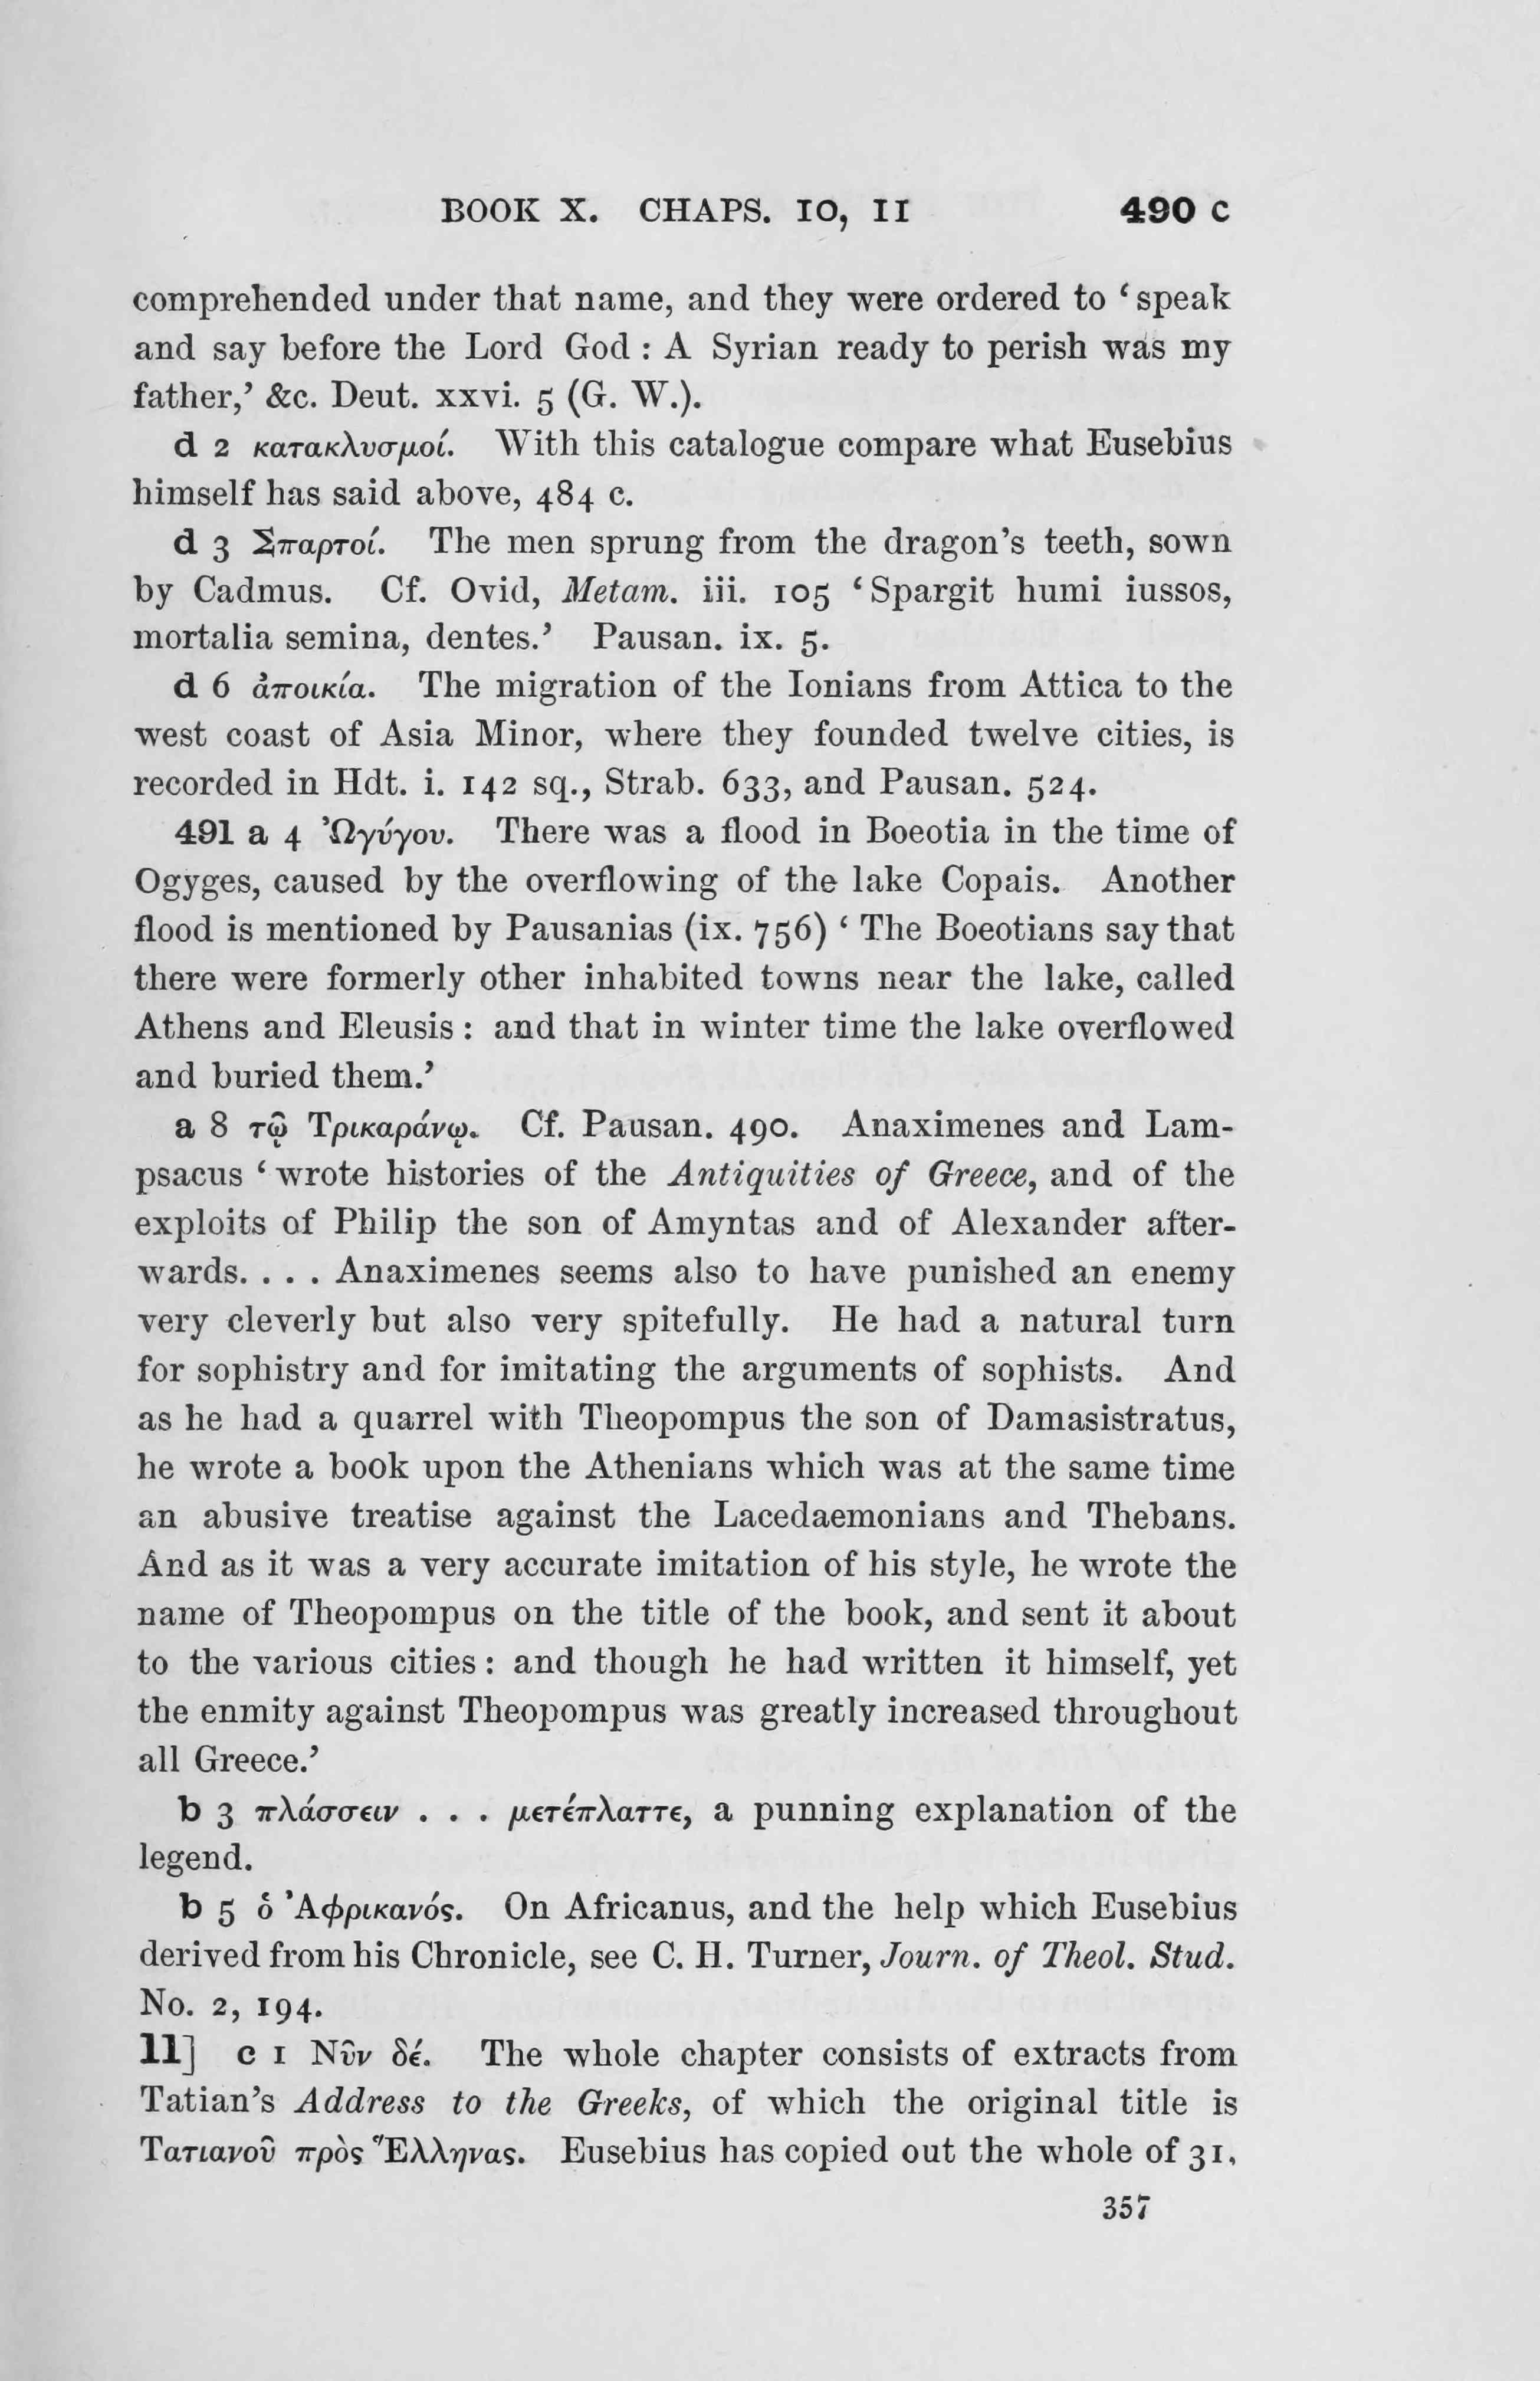 BOOK X. CHAPS. 10, 11 490 c
comprehended under that name, and they were ordered to ‘speak
and say before the Lord God : A Syrian ready to perish was my
father,’ &c. Deut. xxvi. 5 (G. W.).
d 2 κατακλυσμοί. With this catalogue compare what Eusebius
himself has said above, 484 c.
d 3 Σπαρτοί. The men sprung from the dragon’s teeth, sown
by Cadmus. Cf. Ovid, Metam. iii. 105 ‘Spargit humi iussos,
mortalia semina, dentes.’ Pausan. ix. 5.
d 6 ἀποικία. The migration of the Ionians from Attica to the
west coast of Asia Minor, where they founded twelve cities, is
recorded in Hdt. i. 142 sq., Strab. 633, and Pausan. 524.
491 a 4 Ὠγύγου. There was a flood in Boeotia in the time of
Ogyges, caused by the overflowing of the lake Copais. Another
flood is mentioned by Pausanias (ix. 756) ‘ The Boeotians say that
there were formerly other inhabited towns near the lake, called
Athens and Eleusis : and that in winter time the lake overflowed
and buried them.’
a 8 τῷ Τρικαράνῳ. Cf. Pausan. 490. Anaximenes and Lam-
psacus ‘ wrote histories of the Antiquities of Greece, and of the
exploits of Philip the son of Amyntas and of Alexander after-
wards. . . . Anaximenes seems also to have punished an enemy
very cleverly but also very spitefully. He had a natural turn
for sophistry and for imitating the arguments of sophists. And
as he had a quarrel with Theopompus the son of Damasistratus,
he wrote a book upon the Athenians which was at the same time
an abusive treatise against the Lacedaemonians and Thebans.
And as it was a very accurate imitation of his style, he wrote the
name of Theopompus on the title of the book, and sent it about
to the various cities : and though he had written it himself, yet
the enmity against Theopompus was greatly increased throughout
all Greece.’
b 3 πλάσσειν . . . μετέπλαττε, a punning explanation of the
legend.
b 5 ὁ Ἀφρικανός. On Africanus, and the help which Eusebius
derived from his Chronicle, see C. H. Turner, Journ. of Theol. Stud.
No. 2, 194.
11] c 1 Νῦν δέ. The whole chapter consists of extracts from
Tatian’s Address to the Greeks, of which the original title is
Τατιανοῦ πρὸς Ἕλληνας. Eusebius has copied out the whole of 31,
357